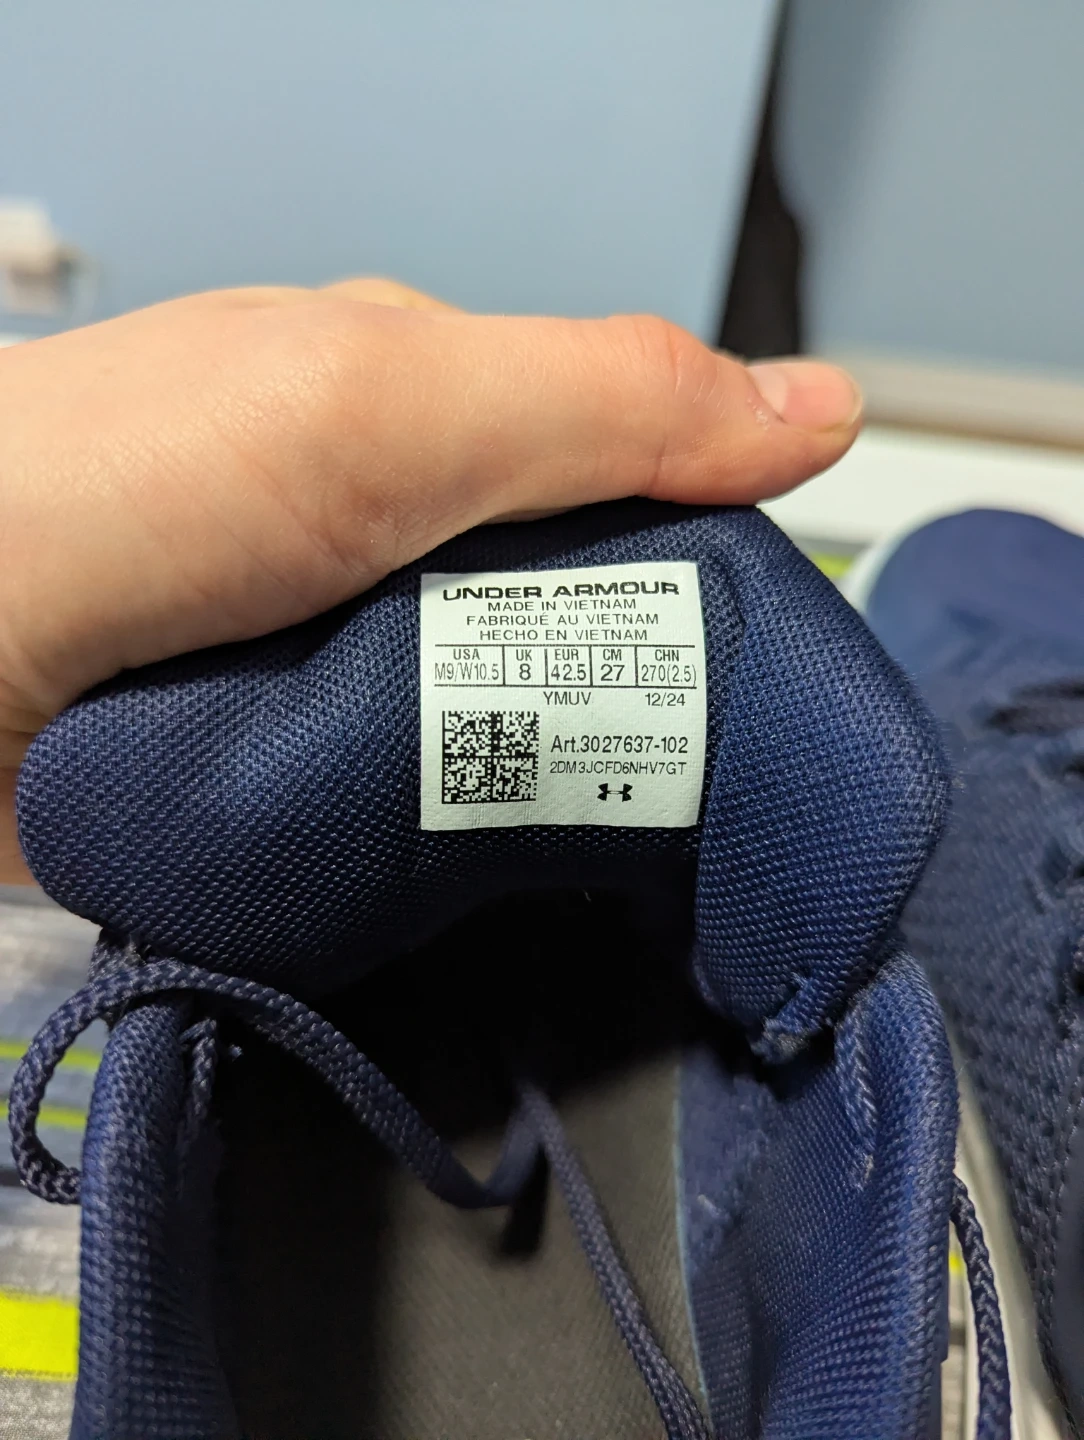 UNDER ARMOUR
MADE IN VIETNAM
FABRIQUÉ AU VIETNAM
HECHO EN VIETNAM
USA UK EUR CM CHN
M9/W10.5 8 42.5 27 270(2.5)
YMUV 12/24
Art.3027637-102
2DM3JCFD6NHV7GT